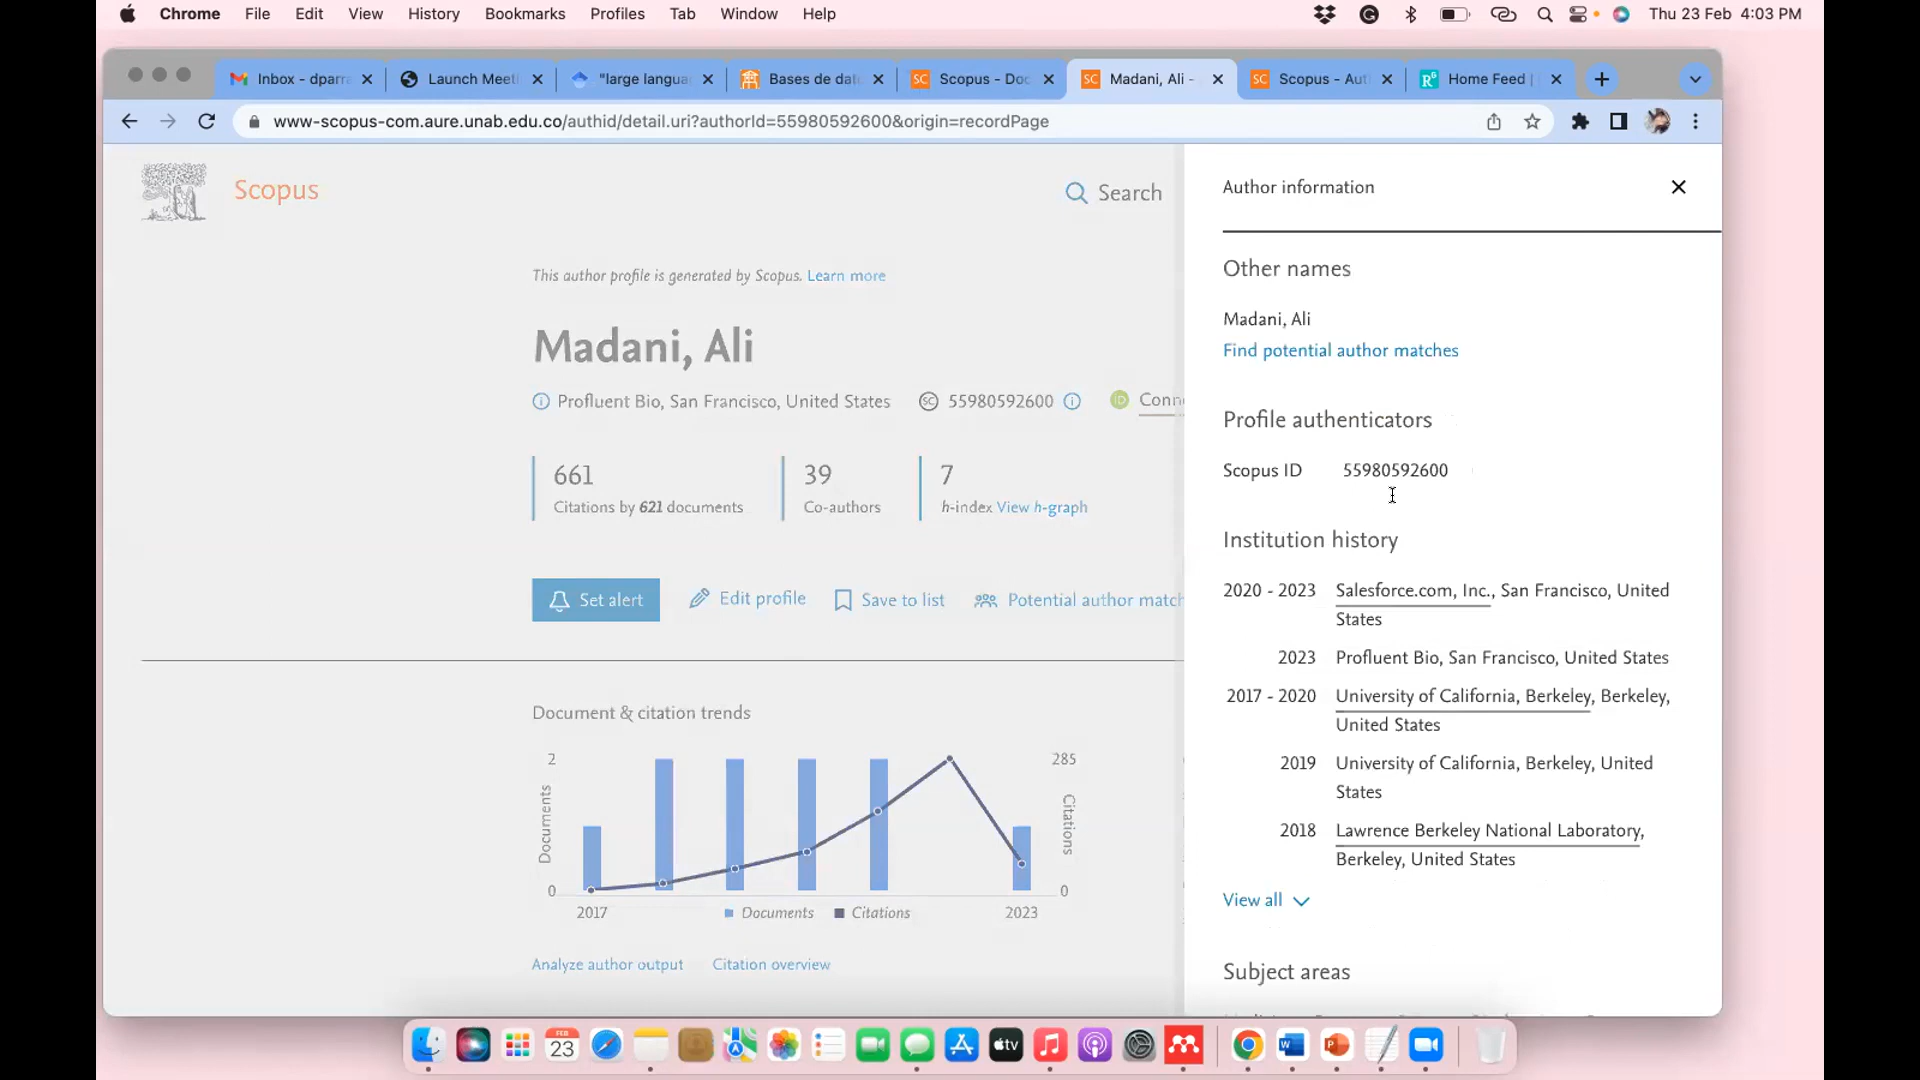 Chrome File Edit View History Bookmarks Profiles Tab Window Help Thu 23 Feb 4:03 PM
Inbox - dparra Launch Meeti "large langua Bases de dat Scopus - Doc Madani, Ali - Scopus - Aut Home Feed |
www-scopus-com.aure.unab.edu.co/authid/detail.uri?authorId=55980592600&origin=recordPage
Scopus
Search
This author profile is generated by Scopus. Learn more
Madani, Ali
Profluent Bio, San Francisco, United States SC 55980592600 iD Conne
661
Citations by 621 documents
39
Co-authors
7
h-index View h-graph
Set alert Edit profile Save to list Potential author match
Document & citation trends
2
0
Documents
285
0
Citations
2017
2023
Documents Citations
Analyze author output Citation overview
Author information
Other names
Madani, Ali
Find potential author matches
Profile authenticators
Scopus ID 55980592600
Institution history
2020 - 2023 Salesforce.com, Inc., San Francisco, United
States
2023 Profluent Bio, San Francisco, United States
2017 - 2020 University of California, Berkeley, Berkeley,
United States
2019 University of California, Berkeley, United
States
2018 Lawrence Berkeley National Laboratory,
Berkeley, United States
View all
Subject areas
FEB
23
tv